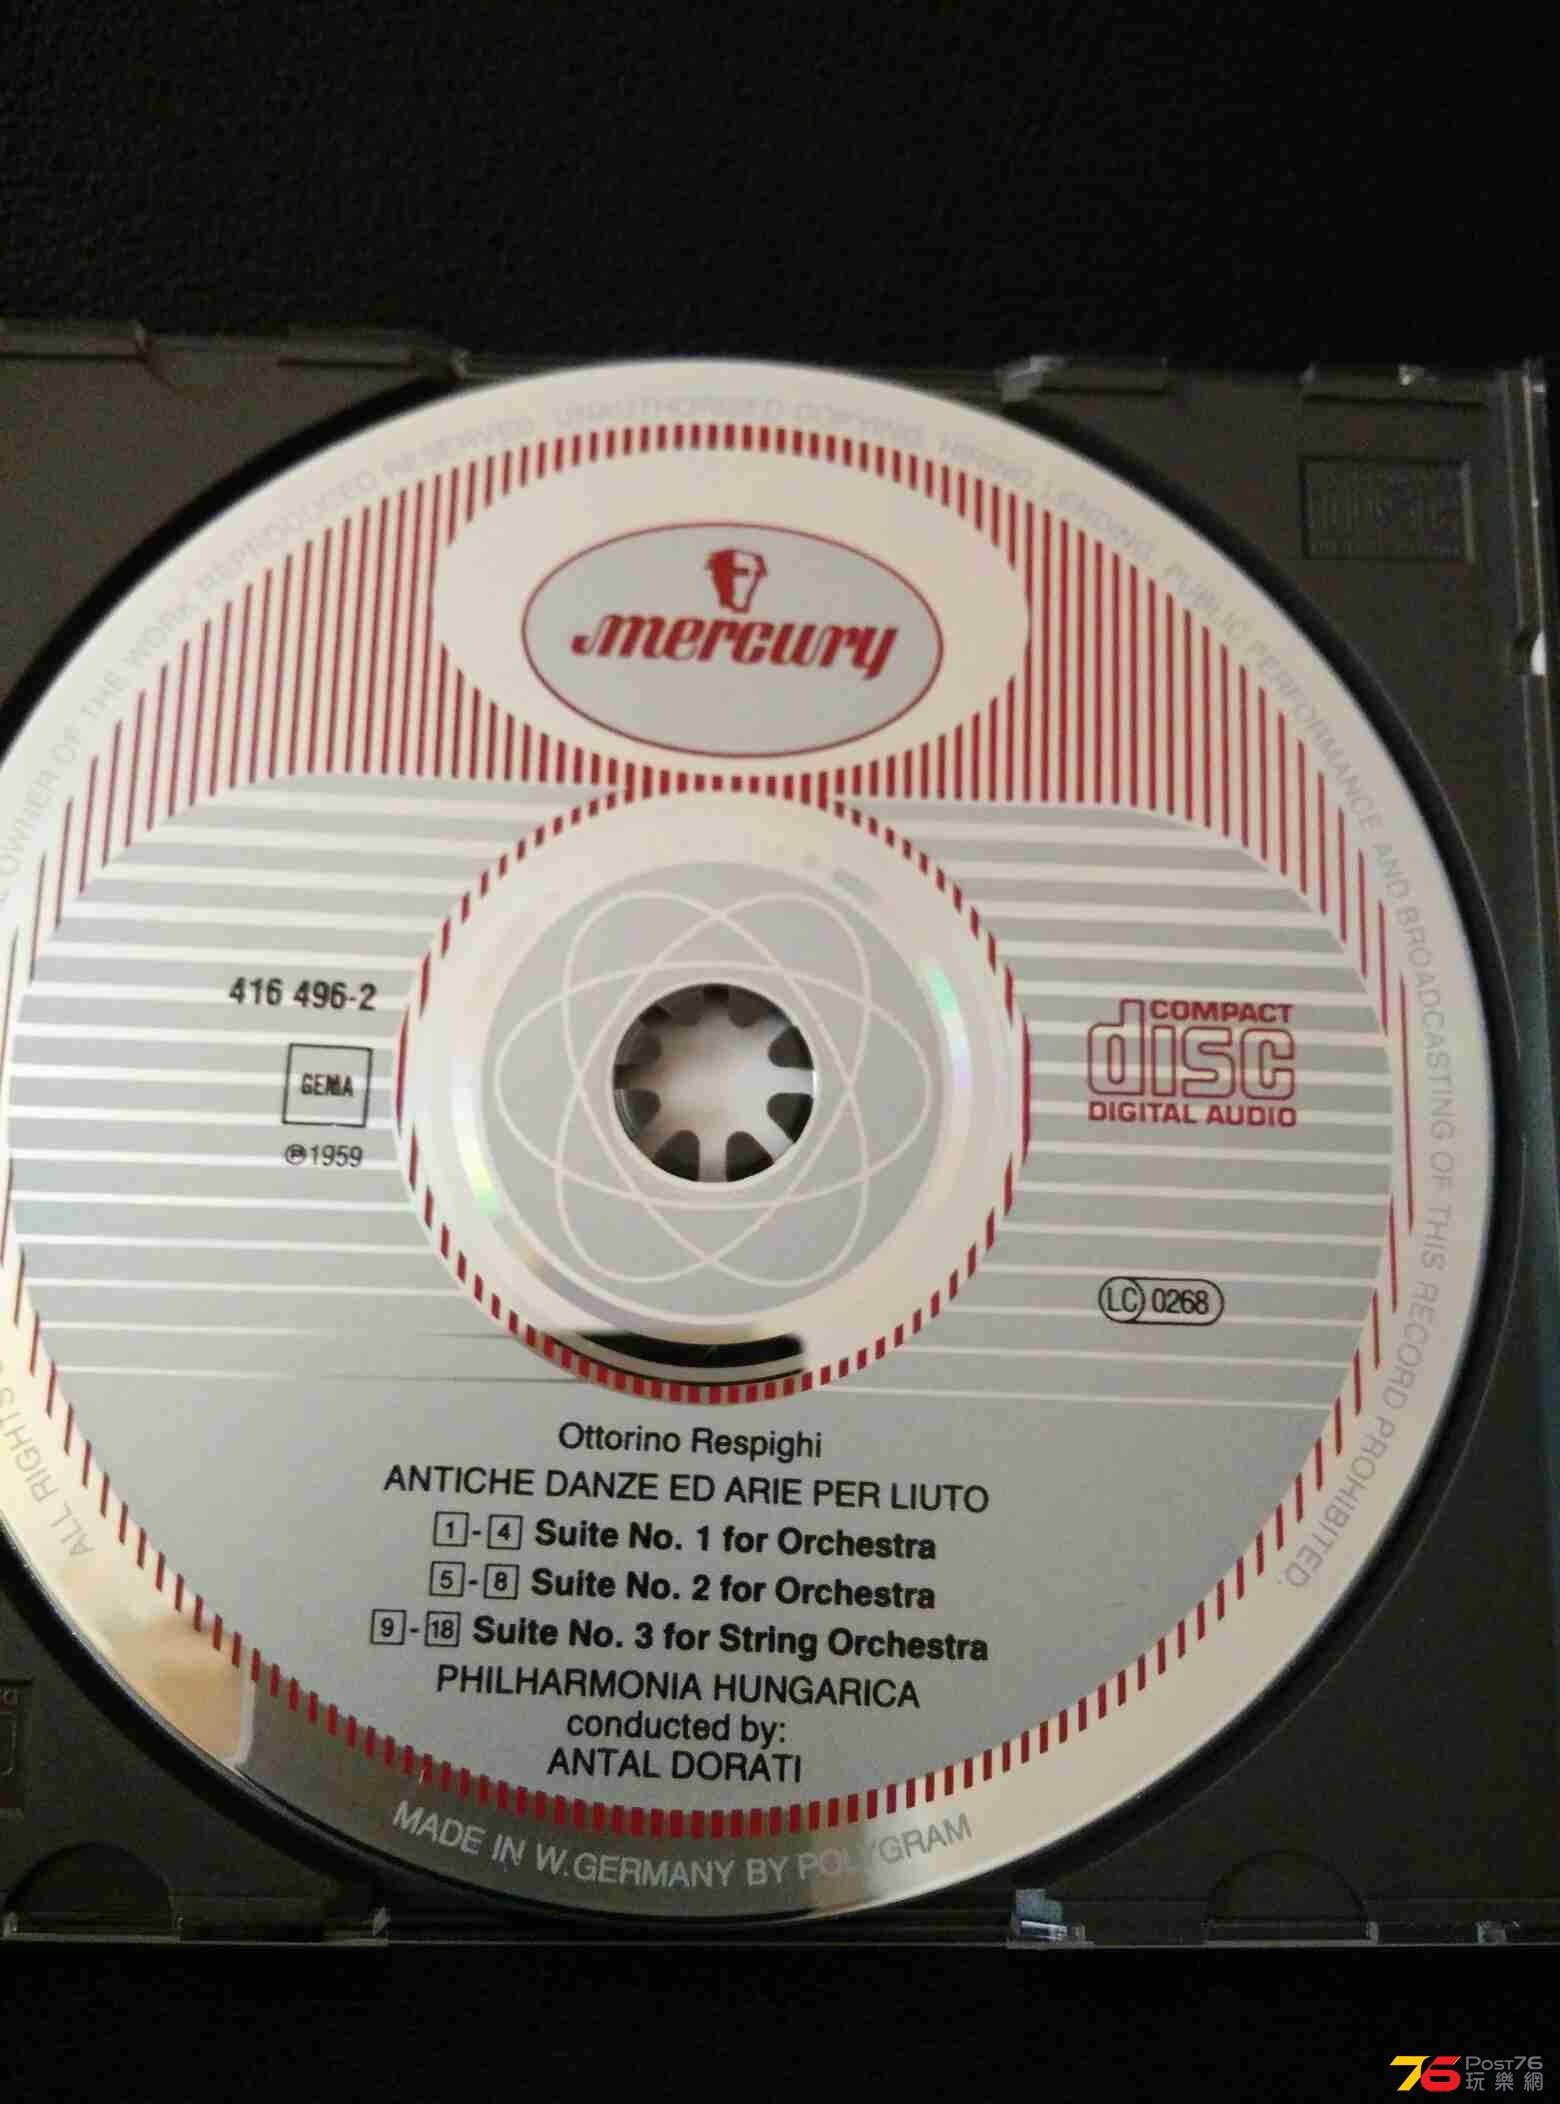 mercury
416 496-2
GEMA
℗1959
COMPACT
disc
DIGITAL AUDIO
LC 0268
Ottorino Respighi
ANTICHE DANZE ED ARIE PER LIUTO
1 - 4 Suite No. 1 for Orchestra
5 - 8 Suite No. 2 for Orchestra
9 - 18 Suite No. 3 for String Orchestra
PHILHARMONIA HUNGARICA
conducted by:
ANTAL DORATI
MADE IN W.GERMANY BY POLYGRAM
ALL RIGHTS
OWNER OF THE WORK REPRODUCED RESERVED. UNAUTHORISED COPYING, HIRING, LENDING, PUBLIC PERFORMANCE AND BROADCASTING OF THIS RECORD PROHIBITED.
76 POST76
玩樂網